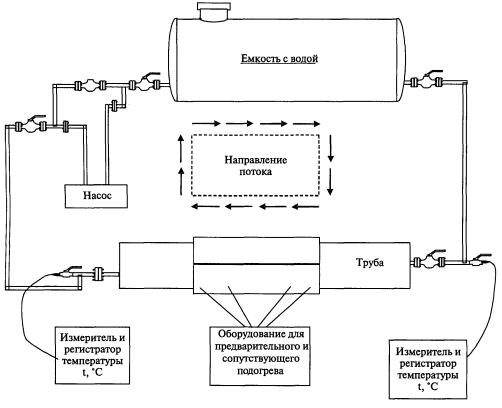 Емкость с водой
Направление
потока
Насос
Труба
Измеритель и
регистратор
температуры
t, °C
Оборудование для
предварительного и
сопутствующего
подогрева
Измеритель и
регистратор
температуры
t, °C